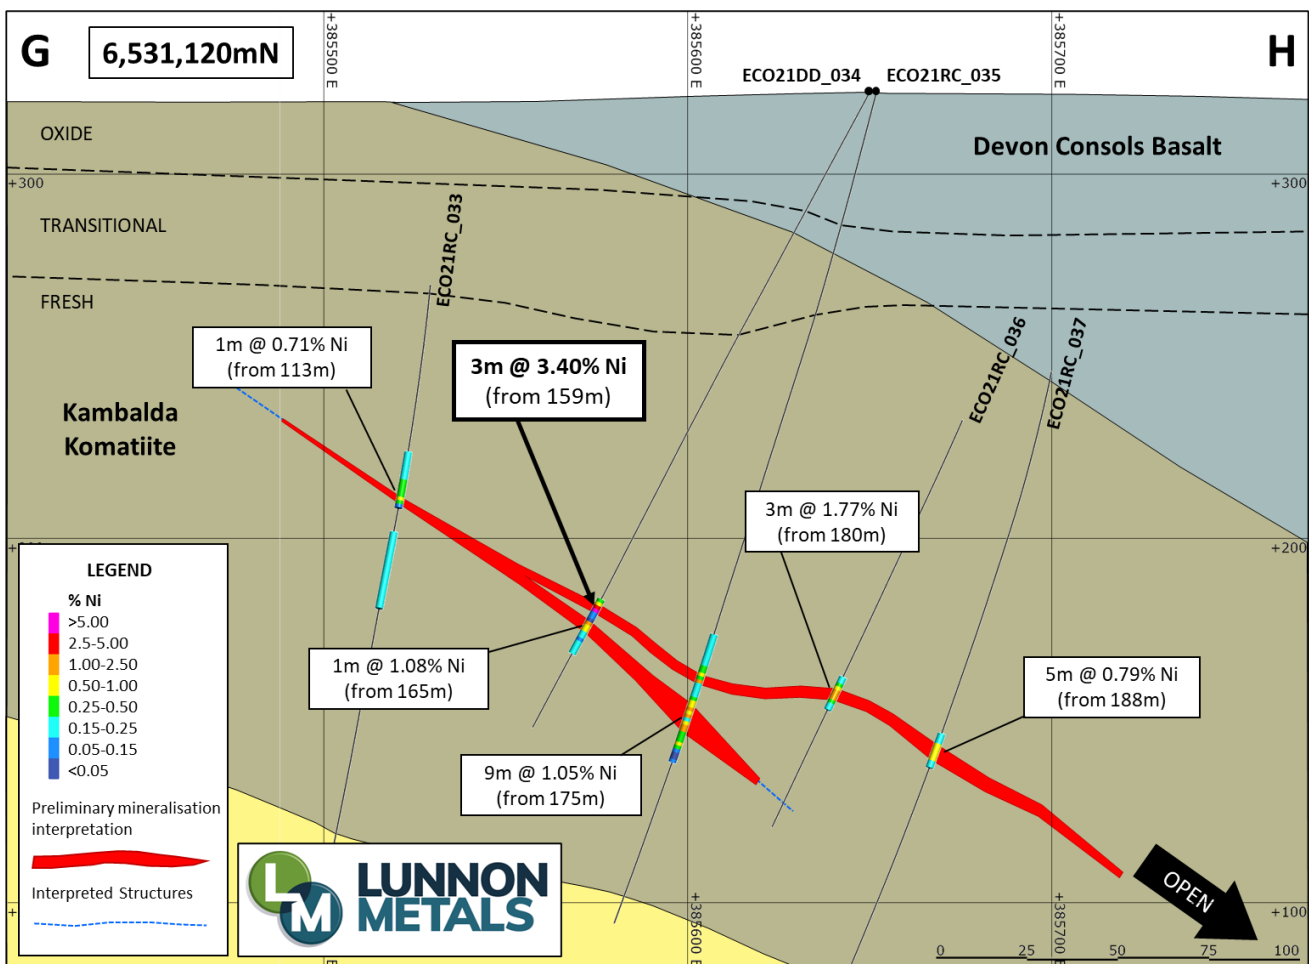 G
6,531,120mN
+385500 E
+385600 E
+385700 E
H
ECO21DD_034
ECO21RC_035
OXIDE
Devon Consols Basalt
+300
+300
TRANSITIONAL
ECO21RC_033
FRESH
1m @ 0.71% Ni
(from 113m)
3m @ 3.40% Ni
(from 159m)
ECO21RC_036
ECO21RC_037
Kambalda
Komatiite
3m @ 1.77% Ni
(from 180m)
+200
LEGEND
% Ni
>5.00
2.5-5.00
1.00-2.50
0.50-1.00
0.25-0.50
0.15-0.25
0.05-0.15
<0.05
Preliminary mineralisation
interpretation
Interpreted Structures
1m @ 1.08% Ni
(from 165m)
5m @ 0.79% Ni
(from 188m)
9m @ 1.05% Ni
(from 175m)
LM
LUNNON
METALS
OPEN
+100
+385600 E
+385700 E
0 25 50 75 100